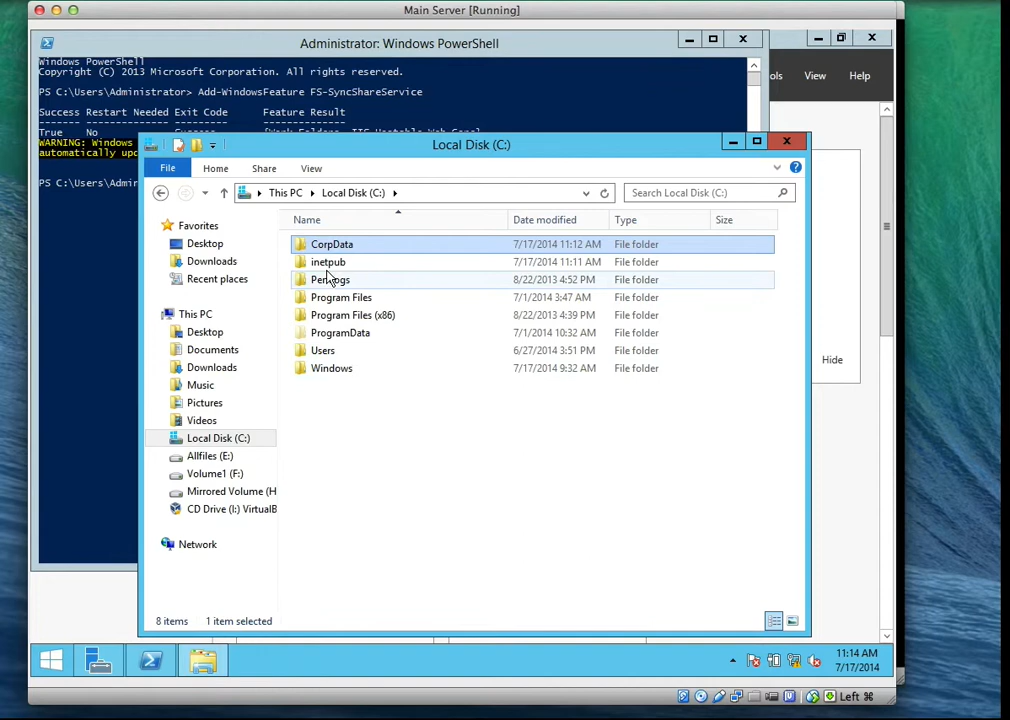 Main Server [Running]
Administrator: Windows PowerShell
Windows PowerShell
Copyright (C) 2013 Microsoft Corporation. All rights reserved.
PS C:\Users\Administrator> Add-WindowsFeature FS-SyncShareService
Success Restart Needed Exit Code Feature Result
True No
WARNING: Windows
automatically upd
PS C:\Users\Admin
ols View Help
Local Disk (C:)
File Home Share View
This PC Local Disk (C:)
Search Local Disk (C:)
Name Date modified Type Size
Favorites
Desktop
Downloads
Recent places
This PC
Desktop
Documents
Downloads
Music
Pictures
Videos
Local Disk (C:)
Allfiles (E:)
Volume1 (F:)
Mirrored Volume (H
CD Drive (I:) VirtualB
Network
CorpData 7/17/2014 11:12 AM File folder
inetpub 7/17/2014 11:11 AM File folder
PerfLogs 8/22/2013 4:52 PM File folder
Program Files 7/1/2014 3:47 AM File folder
Program Files (x86) 8/22/2013 4:39 PM File folder
ProgramData 7/1/2014 10:32 AM File folder
Users 6/27/2014 3:51 PM File folder
Windows 7/17/2014 9:32 AM File folder
Hide
8 items 1 item selected
11:14 AM
7/17/2014
Left ⌘